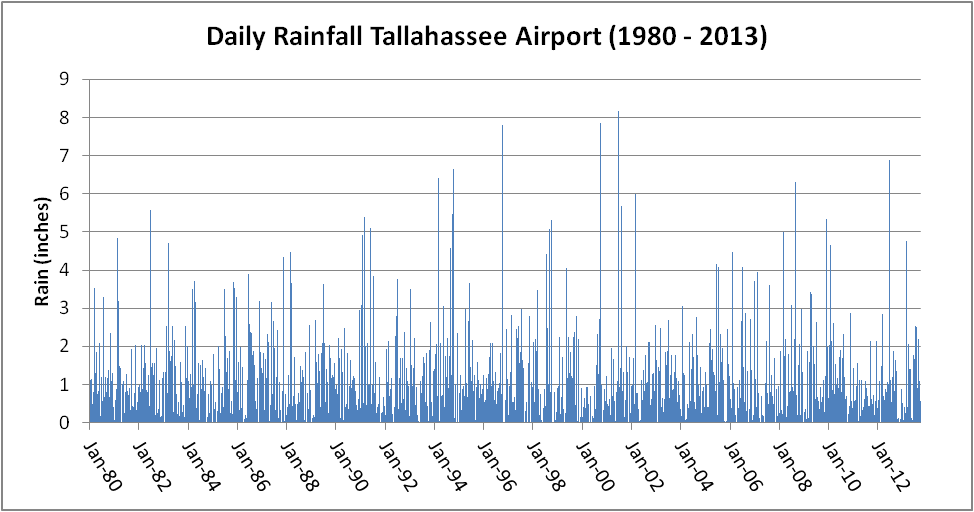 Daily Rainfall Tallahassee Airport (1980 - 2013)
Rain (inches)
9
8
7
6
5
4
3
2
1
0
Jan-80
Jan-82
Jan-84
Jan-86
Jan-88
Jan-90
Jan-92
Jan-94
Jan-96
Jan-98
Jan-00
Jan-02
Jan-04
Jan-06
Jan-08
Jan-10
Jan-12